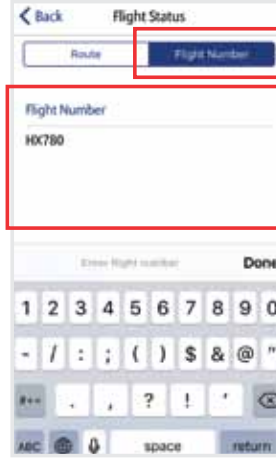 Back Flight Status
Route Flight Number
Flight Number
HX780
Enter flight number Done
1 2 3 4 5 6 7 8 9 0
- / : ; ( ) $ & @ "
#+= . , ? ! '
ABC space return